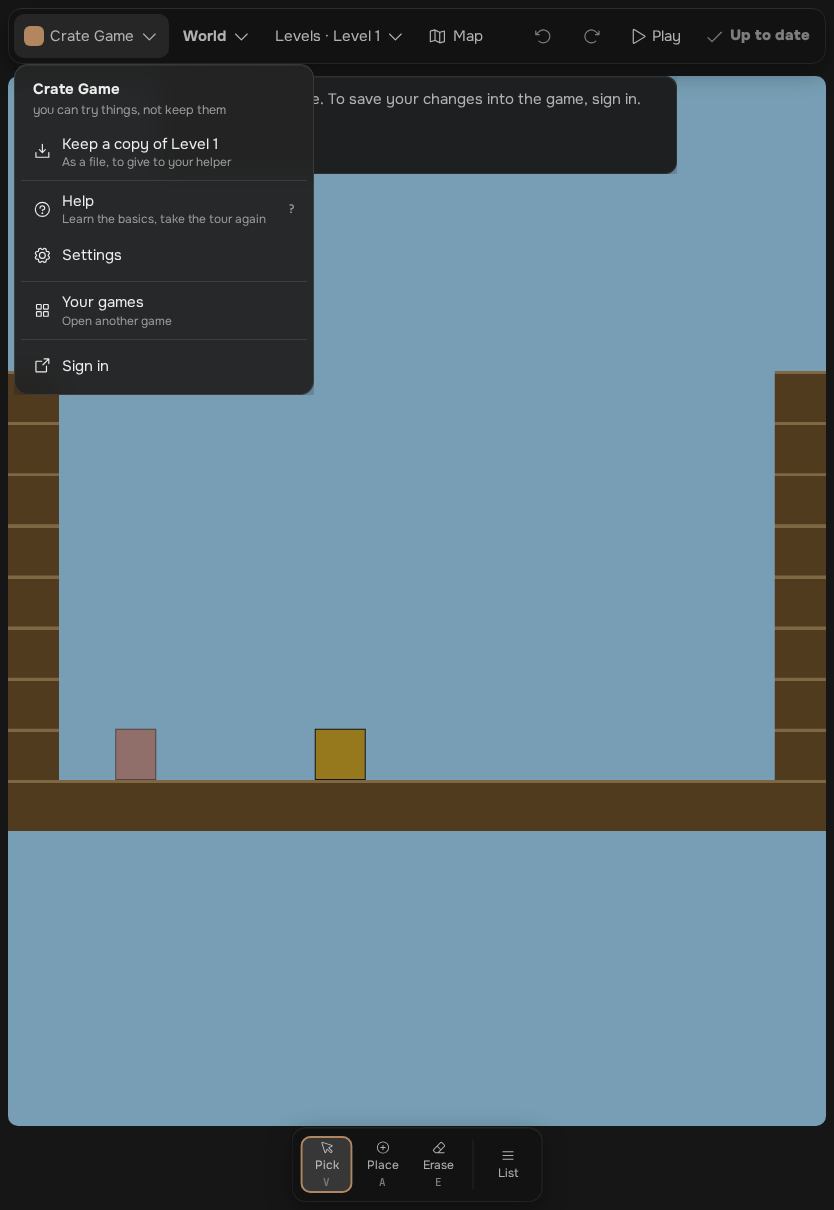 Crate Game
World
Levels · Level 1
Map
Play
Up to date
Crate Game
you can try things, not keep them
Keep a copy of Level 1
As a file, to give to your helper
Help
Learn the basics, take the tour again
?
Settings
Your games
Open another game
Sign in
To save your changes into the game, sign in.
Pick
V
Place
A
Erase
E
List